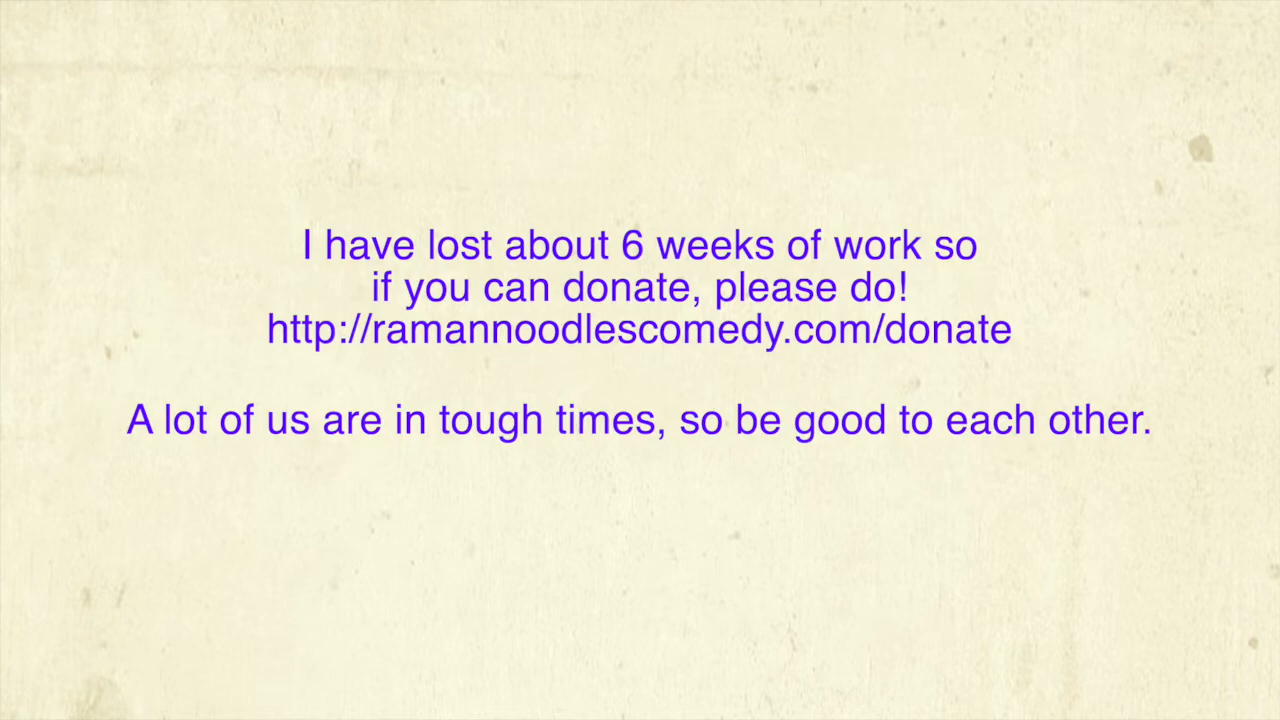 I have lost about 6 weeks of work so
if you can donate, please do!
http://ramannoodlescomedy.com/donate
A lot of us are in tough times, so be good to each other.